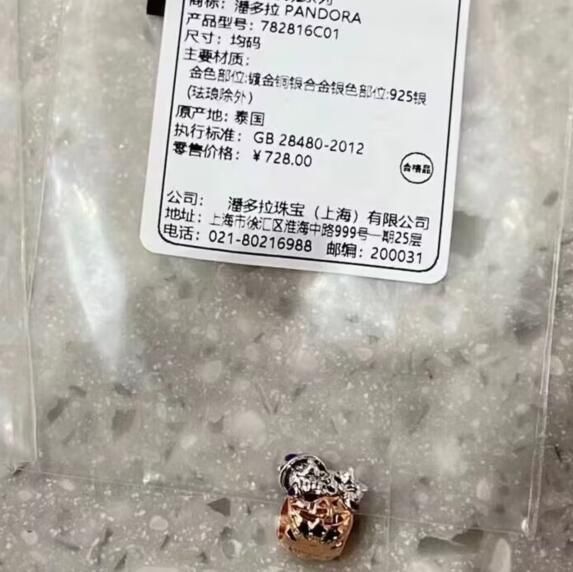 商标: 潘多拉 PANDORA
产品型号: 782816C01
尺寸: 均码
主要材质:
金色部位:镀金铜银合金银色部位:925银
(珐琅除外)
原产地: 泰国
执行标准: GB 28480-2012
零售价格: ¥728.00
合格品
公司: 潘多拉珠宝(上海)有限公司
地址: 上海市徐汇区淮海中路999号一期25层
电话: 021-80216988 邮编: 200031